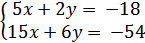 5x + 2y = −18
15x + 6y = −54